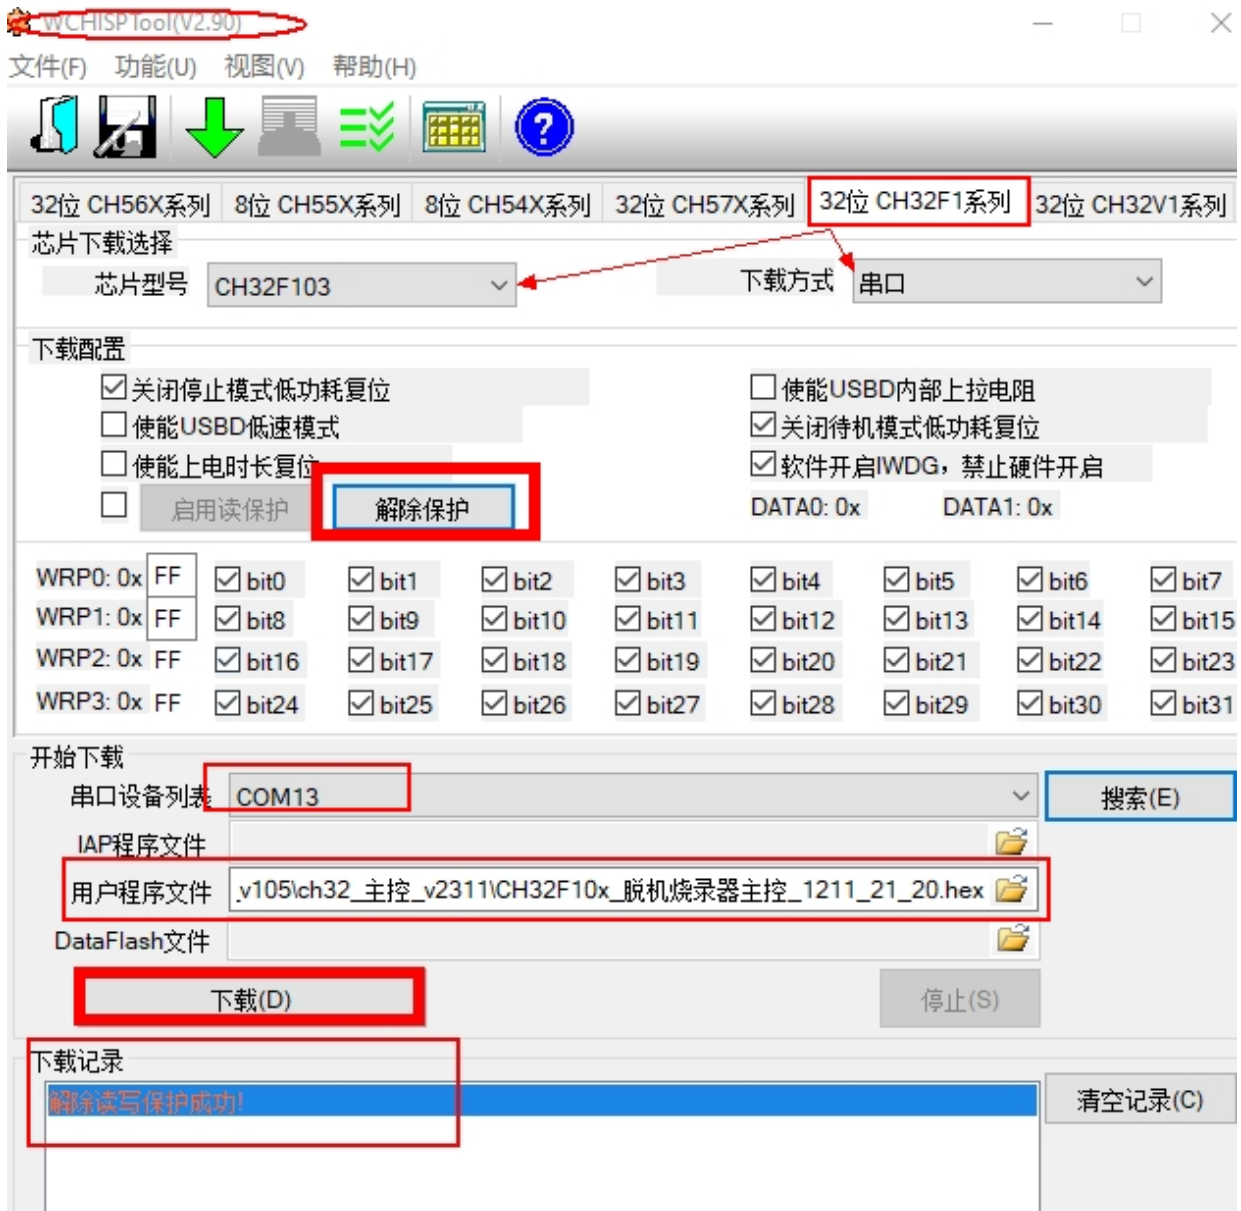 WCHISPTool(V2.90)
文件(F) 功能(U) 视图(V) 帮助(H)
32位 CH56X系列 8位 CH55X系列 8位 CH54X系列 32位 CH57X系列 32位 CH32F1系列 32位 CH32V1系列
芯片下载选择
芯片型号 CH32F103 下载方式 串口
下载配置
关闭停止模式低功耗复位 使能USBD内部上拉电阻
使能USBD低速模式 关闭待机模式低功耗复位
使能上电时长复位 软件开启IWDG，禁止硬件开启
启用读保护 解除保护 DATA0: 0x DATA1: 0x
WRP0: 0x FF bit0 bit1 bit2 bit3 bit4 bit5 bit6 bit7
WRP1: 0x FF bit8 bit9 bit10 bit11 bit12 bit13 bit14 bit15
WRP2: 0x FF bit16 bit17 bit18 bit19 bit20 bit21 bit22 bit23
WRP3: 0x FF bit24 bit25 bit26 bit27 bit28 bit29 bit30 bit31
开始下载
串口设备列表 COM13 搜索(E)
IAP程序文件
用户程序文件 _v105\ch32_主控_v2311\CH32F10x_脱机烧录器主控_1211_21_20.hex
DataFlash文件
下载(D) 停止(S)
下载记录
解除读写保护成功! 清空记录(C)